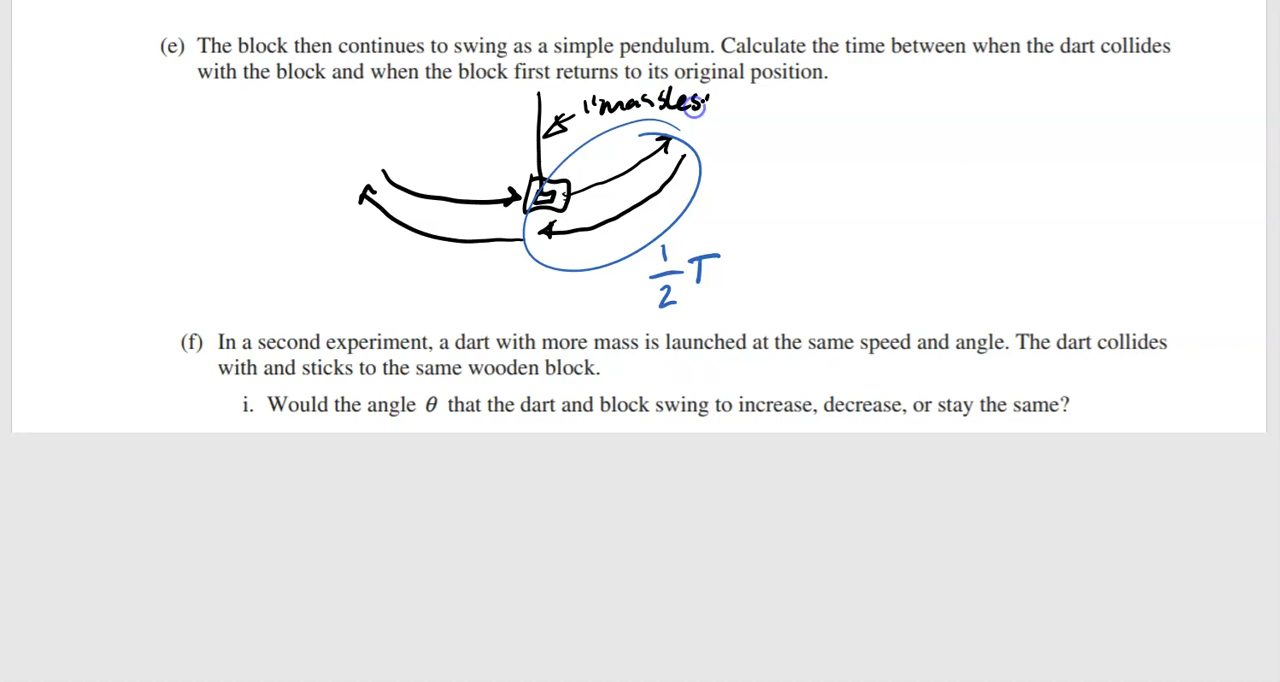 (e) The block then continues to swing as a simple pendulum. Calculate the time between when the dart collides
with the block and when the block first returns to its original position.
"massles
5
1
2
T
(f) In a second experiment, a dart with more mass is launched at the same speed and angle. The dart collides
with and sticks to the same wooden block.
i. Would the angle θ that the dart and block swing to increase, decrease, or stay the same?